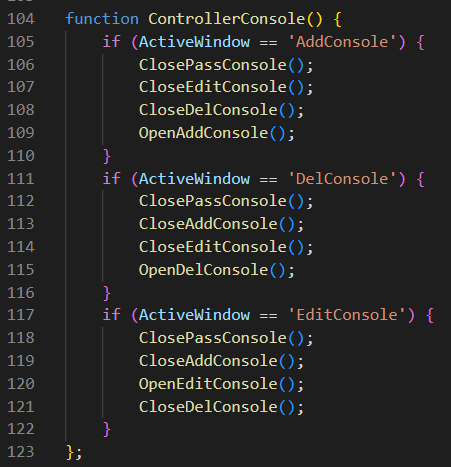 104 function ControllerConsole() {
105 if (ActiveWindow == 'AddConsole') {
106 ClosePassConsole();
107 CloseEditConsole();
108 CloseDelConsole();
109 OpenAddConsole();
110 }
111 if (ActiveWindow == 'DelConsole') {
112 ClosePassConsole();
113 CloseAddConsole();
114 CloseEditConsole();
115 OpenDelConsole();
116 }
117 if (ActiveWindow == 'EditConsole') {
118 ClosePassConsole();
119 CloseAddConsole();
120 OpenEditConsole();
121 CloseDelConsole();
122 }
123 };